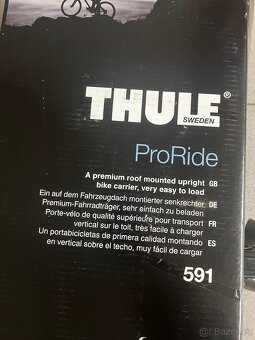 THULE
SWEDEN
ProRide
A premium roof mounted upright GB
bike carrier, very easy to load
Ein auf dem Fahrzeugdach montierter senkrechter DE
Premium-Fahrradträger, sehr einfach zu beladen
Porte-vélo de qualité supérieure pour transport FR
vertical sur le toit, très facile à charger
Un portabicicletas de primera calidad montando ES
en vertical sobre el techo, muy fácil de cargar
591